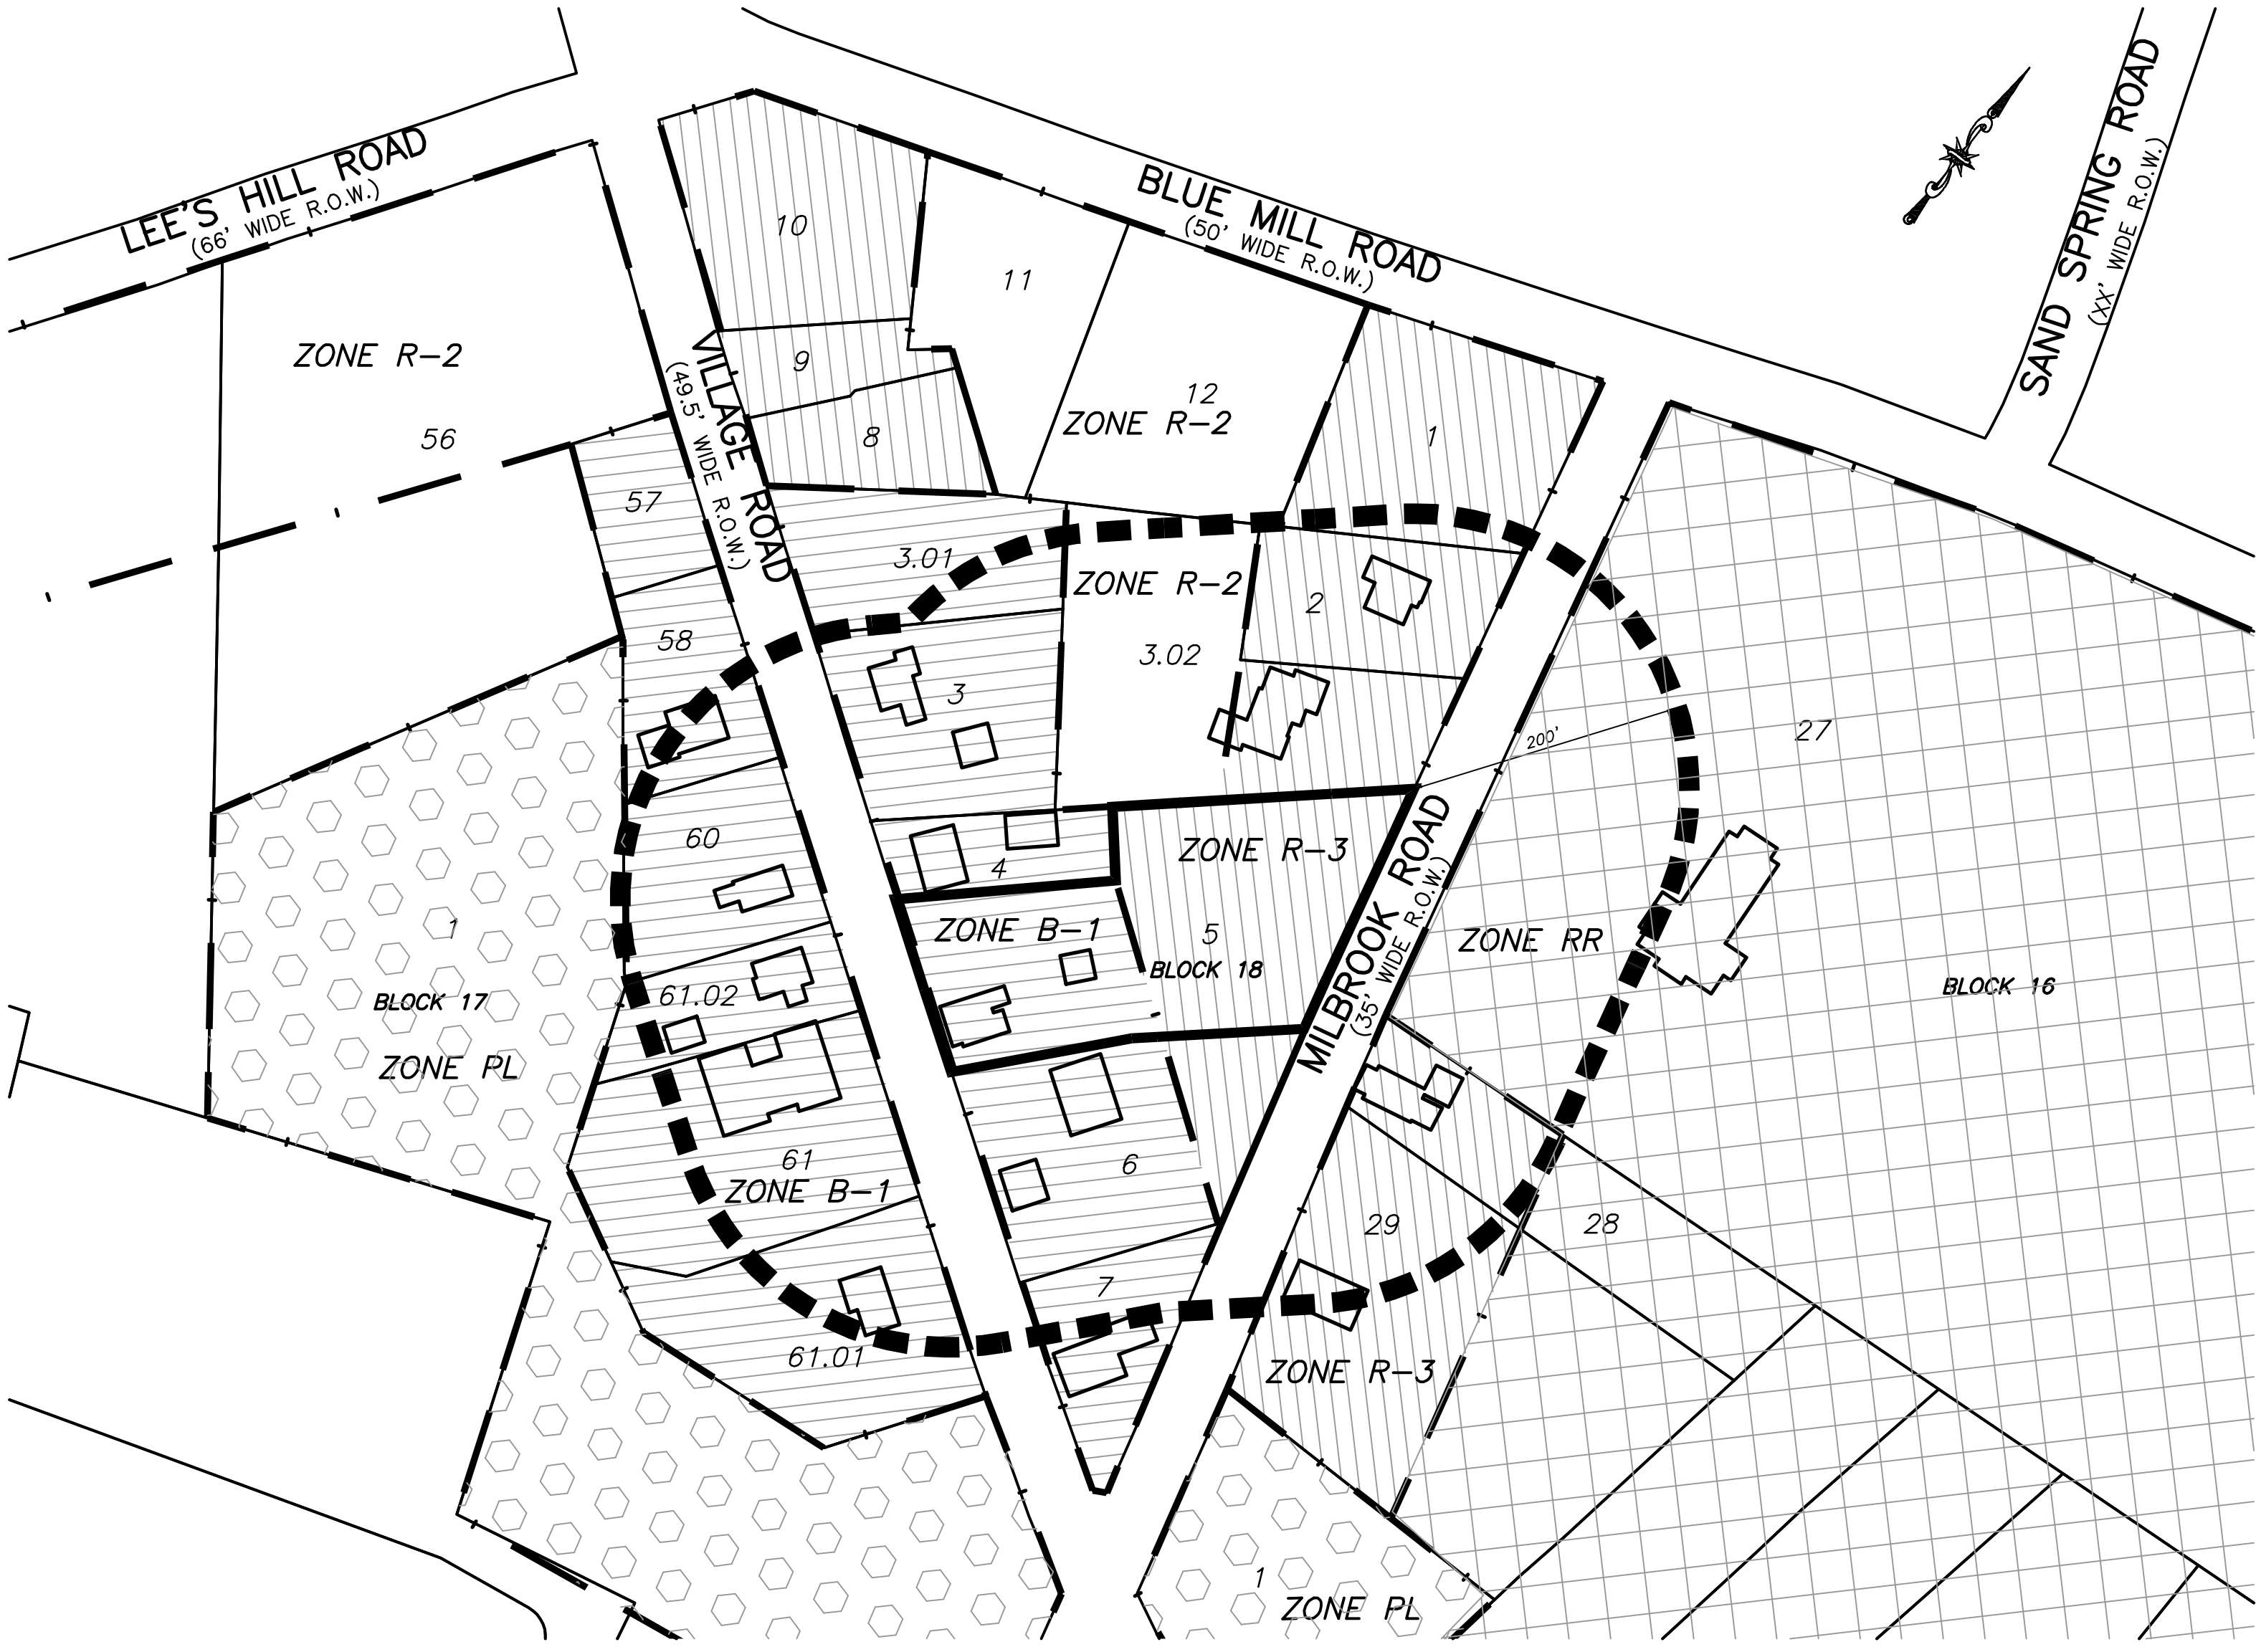 LEE'S HILL ROAD
(66' WIDE R.O.W.)
BLUE MILL ROAD
(50' WIDE R.O.W.)
SAND SPRING ROAD
(XX' WIDE R.O.W.)
VILLAGE ROAD
(49.5' WIDE R.O.W.)
10
11
9
8
12
ZONE R-2
1
ZONE R-2
56
57
58
3.01
ZONE R-2
2
3.02
3
200'
27
60
4
ZONE R-3
MILBROOK ROAD
(35' WIDE R.O.W.)
1
ZONE B-1
5
BLOCK 18
ZONE RR
BLOCK 16
61.02
BLOCK 17
ZONE PL
61
ZONE B-1
6
29
28
7
61.01
ZONE R-3
1
ZONE PL